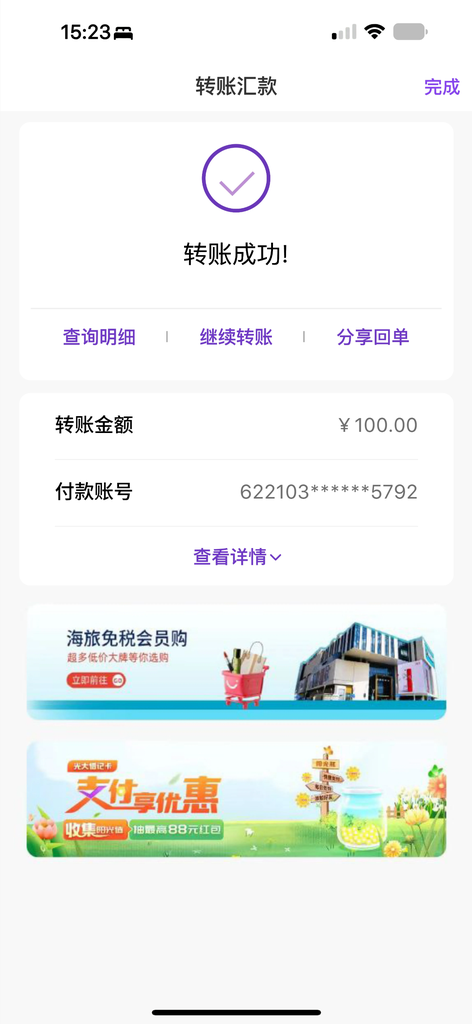 15:23
转账汇款
完成
转账成功!
查询明细
继续转账
分享回单
转账金额
￥100.00
付款账号
622103******5792
查看详情
海旅免税会员购
超多低价大牌等你选购
立即前往 GO
光大借记卡
支付享优惠
收集阳光值 抽最高88元红包